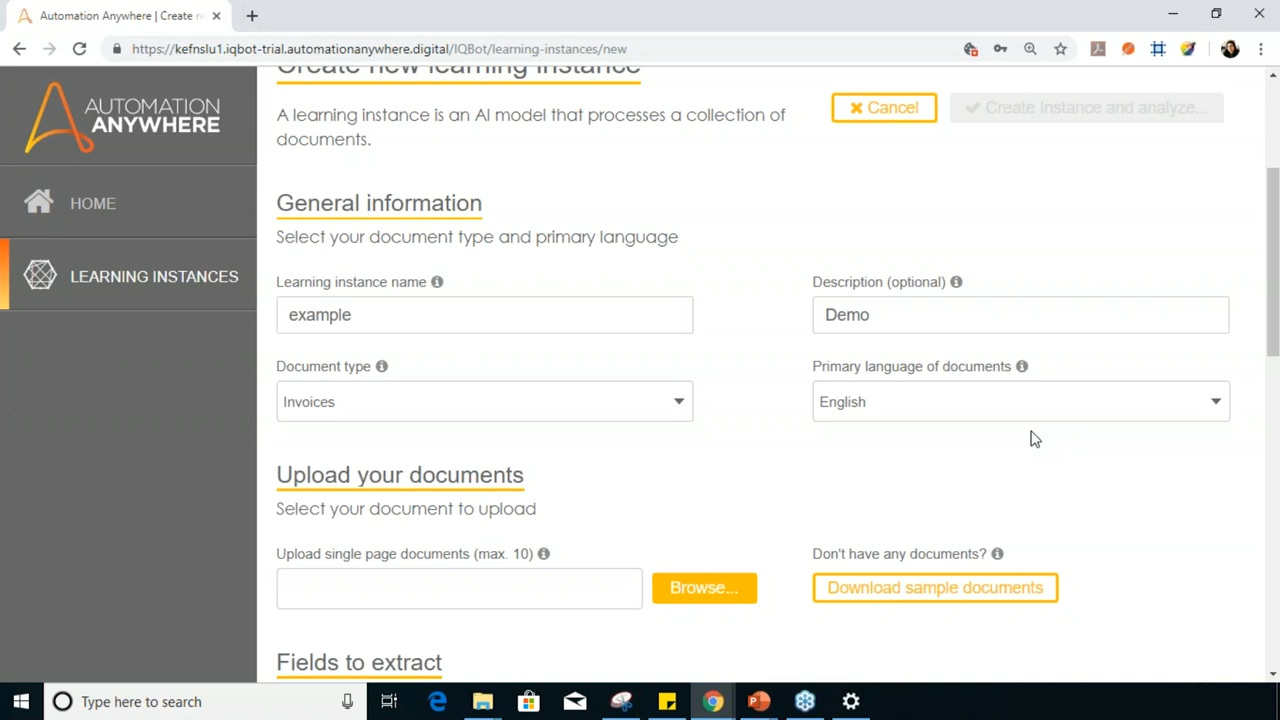 Automation Anywhere | Create n
https://kefnslu1.iqbot-trial.automationanywhere.digital/IQBot/learning-instances/new
AUTOMATION
ANYWHERE
HOME
LEARNING INSTANCES
Create new learning instance
A learning instance is an AI model that processes a collection of
documents.
Cancel
Create instance and analyze...
General information
Select your document type and primary language
Learning instance name
Description (optional)
example
Demo
Document type
Primary language of documents
Invoices
English
Upload your documents
Select your document to upload
Upload single page documents (max. 10)
Don't have any documents?
Browse...
Download sample documents
Fields to extract
Type here to search